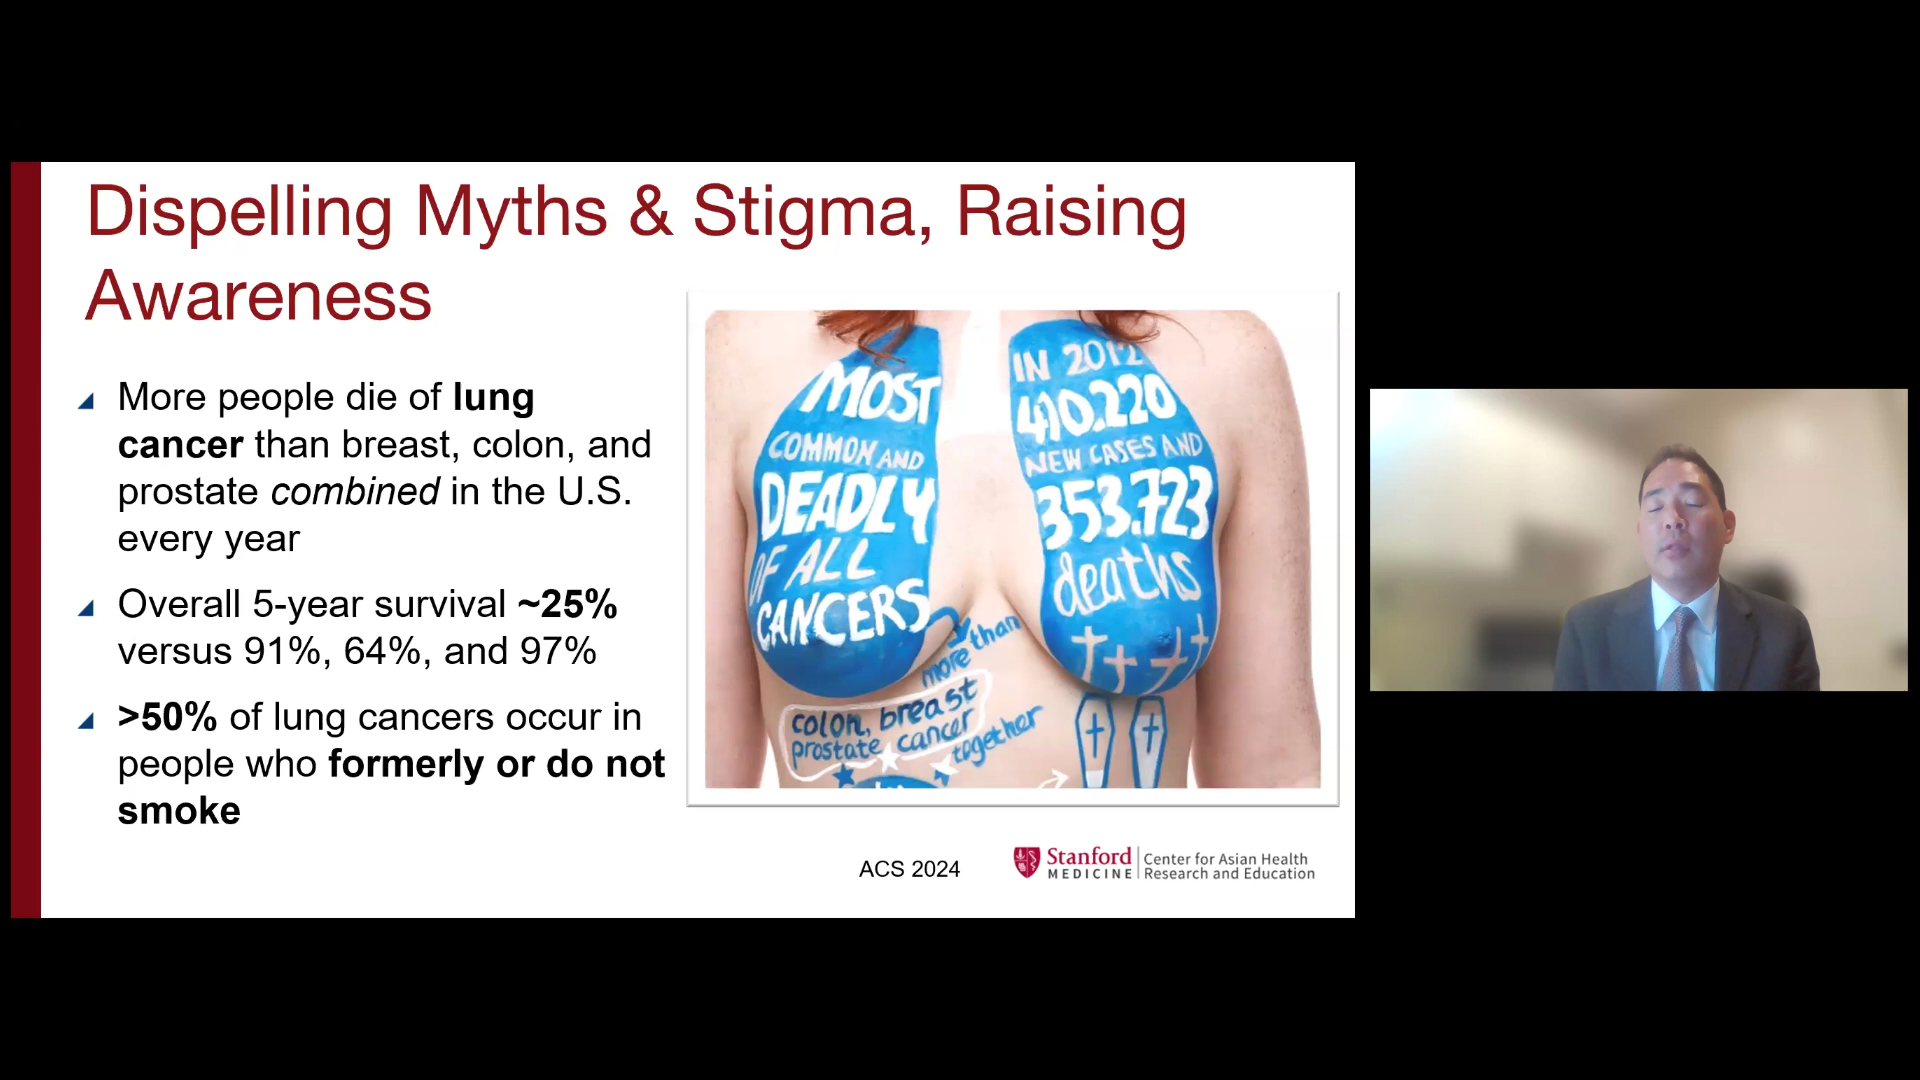 Dispelling Myths & Stigma, Raising
Awareness
More people die of lung
cancer than breast, colon, and
prostate combined in the U.S.
every year
Overall 5-year survival ~25%
versus 91%, 64%, and 97%
>50% of lung cancers occur in
people who formerly or do not
smoke
MOST
COMMON AND
DEADLY
OF ALL
CANCERS
IN 2012
410.220
NEW CASES AND
353.723
deaths
more than
colon, breast
prostate cancer
together
ACS 2024
Stanford
MEDICINE
Center for Asian Health
Research and Education